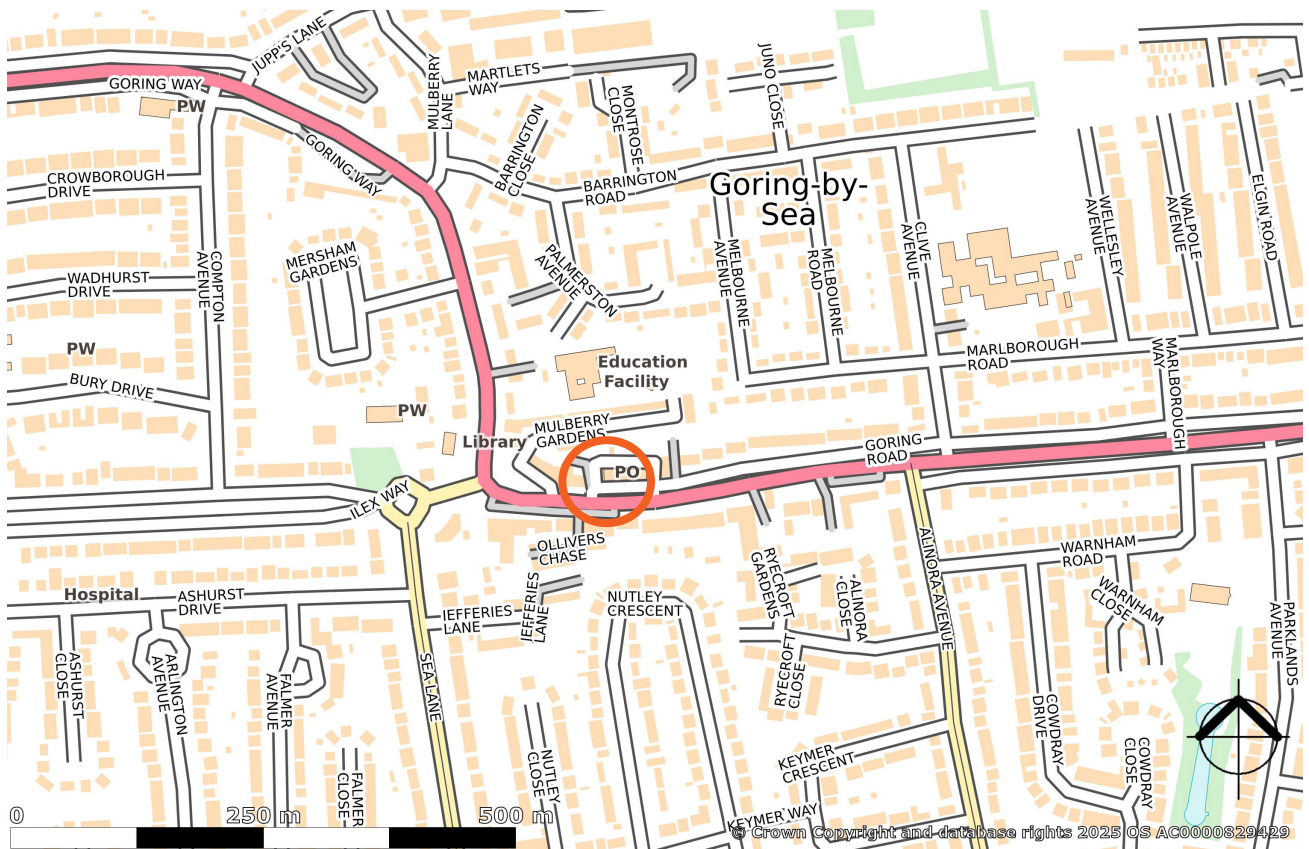 JUPP'S LANE
GORING WAY
PW
MULBERRY
LANE
MARTLETS
WAY
MONTROSE
CLOSE
JUNO CLOSE
BARRINGTON
CLOSE
GORING WAY
CROWBOROUGH
DRIVE
BARRINGTON
ROAD
Goring-by-
Sea
ELGIN ROAD
WALPOLE
AVENUE
WELLESLEY
AVENUE
CLIVE
AVENUE
MELBOURNE
AVENUE
MELBOURNE
ROAD
MERSHAM
GARDENS
PALMERSTON
AVENUE
COMPTON
AVENUE
WADHURST
DRIVE
PW
BURY DRIVE
PW
Education
Facility
MARLBOROUGH
ROAD
MARLBOROUGH
WAY
MULBERRY
GARDENS
Library
PO
GORING
ROAD
ILEX WAY
OLLIVERS
CHASE
JEFFERIES
LANE
JEFFERIES
LANE
Hospital
ASHURST
DRIVE
NUTLEY
CRESCENT
RYECROFT
GARDENS
ALINORA
CLOSE
ALINORA AVENUE
WARNHAM
ROAD
WARNHAM
CLOSE
PARKLANDS
AVENUE
ASHURST
CLOSE
ARLINGTON
AVENUE
FALMER
AVENUE
SEA LANE
RYECROFT
CLOSE
COWDRAY
DRIVE
COWDRAY
CLOSE
KEYMER
CRESCENT
NUTLEY
CLOSE
FALMER
CLOSE
KEYMER WAY
0 250 m 500 m
© Crown Copyright and database rights 2025 OS AC0000829429